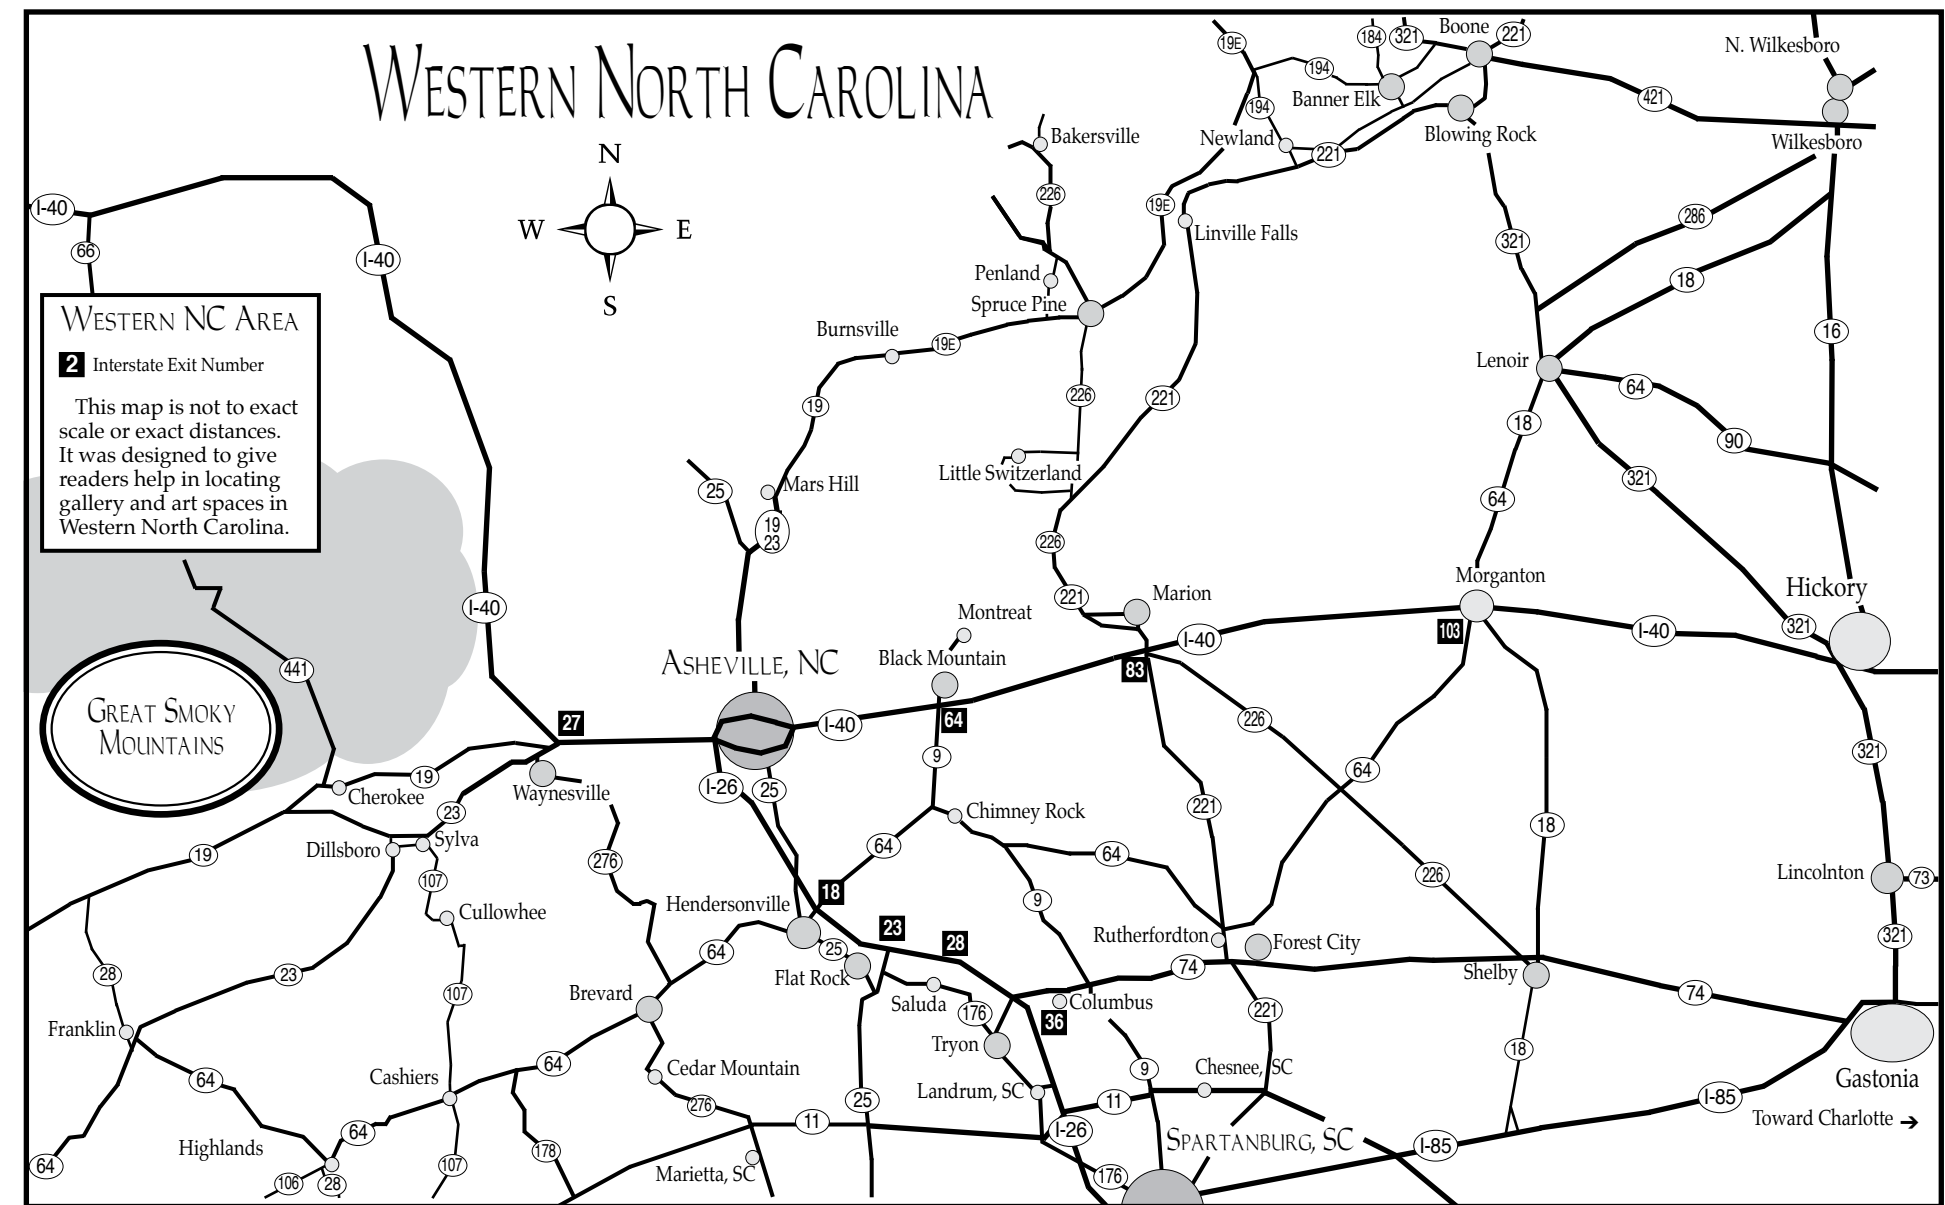 WESTERN NORTH CAROLINA
N
W
E
S
I-40
66
I-40
WESTERN NC AREA
2 Interstate Exit Number
This map is not to exact
scale or exact distances.
It was designed to give
readers help in locating
gallery and art spaces in
Western North Carolina.
19E
194
184
321
Boone
221
N. Wilkesboro
Banner Elk
194
421
Newland
221
Blowing Rock
Wilkesboro
Bakersville
226
19E
Linville Falls
321
286
18
16
Penland
Spruce Pine
Burnsville
19E
19
226
221
Lenoir
64
18
90
321
Little Switzerland
Mars Hill
25
19
23
64
226
221
Marion
Morganton
Hickory
I-40
Montreat
103
I-40
321
I-40
441
GREAT SMOKY
MOUNTAINS
ASHEVILLE, NC
Black Mountain
83
27
64
I-40
226
321
9
I-26
25
64
19
Cherokee
Waynesville
23
Chimney Rock
221
18
Dillsboro
Sylva
19
276
64
64
107
226
Lincolnton
73
18
Hendersonville
9
Cullowhee
23
28
Rutherfordton
Forest City
321
64
25
74
Shelby
28
23
Flat Rock
107
Brevard
Saluda
176
Columbus
74
221
36
Franklin
Tryon
18
64
Cashiers
64
Cedar Mountain
Landrum, SC
9
Chesnee, SC
Gastonia
276
25
11
I-85
11
Toward Charlotte ➔
64
I-26
SPARTANBURG, SC
I-85
Highlands
178
64
107
Marietta, SC
176
106
28